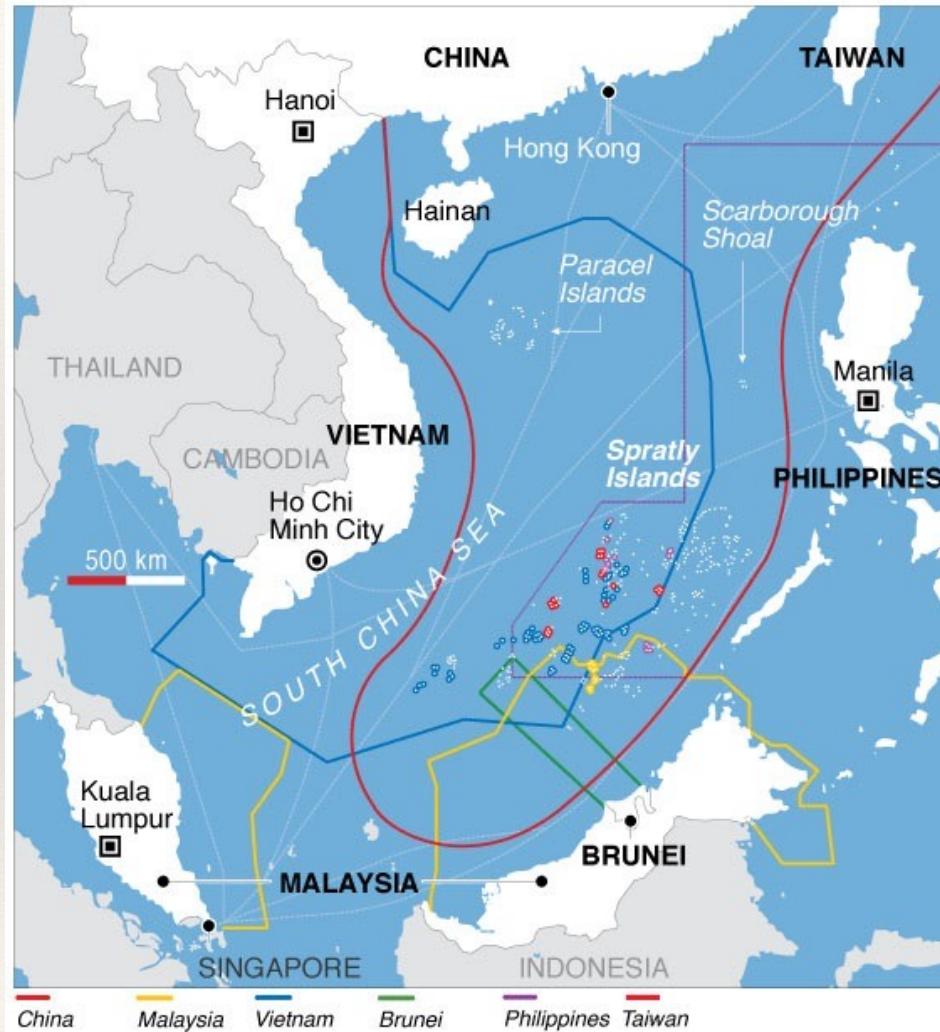 CHINA
TAIWAN
Hanoi
Hong Kong
Hainan
Scarborough
Shoal
Paracel
Islands
THAILAND
Manila
VIETNAM
CAMBODIA
Spratly
Islands
PHILIPPINES
Ho Chi
Minh City
500 km
SOUTH CHINA SEA
Kuala
Lumpur
BRUNEI
MALAYSIA
SINGAPORE
INDONESIA
China
Malaysia
Vietnam
Brunei
Philippines
Taiwan